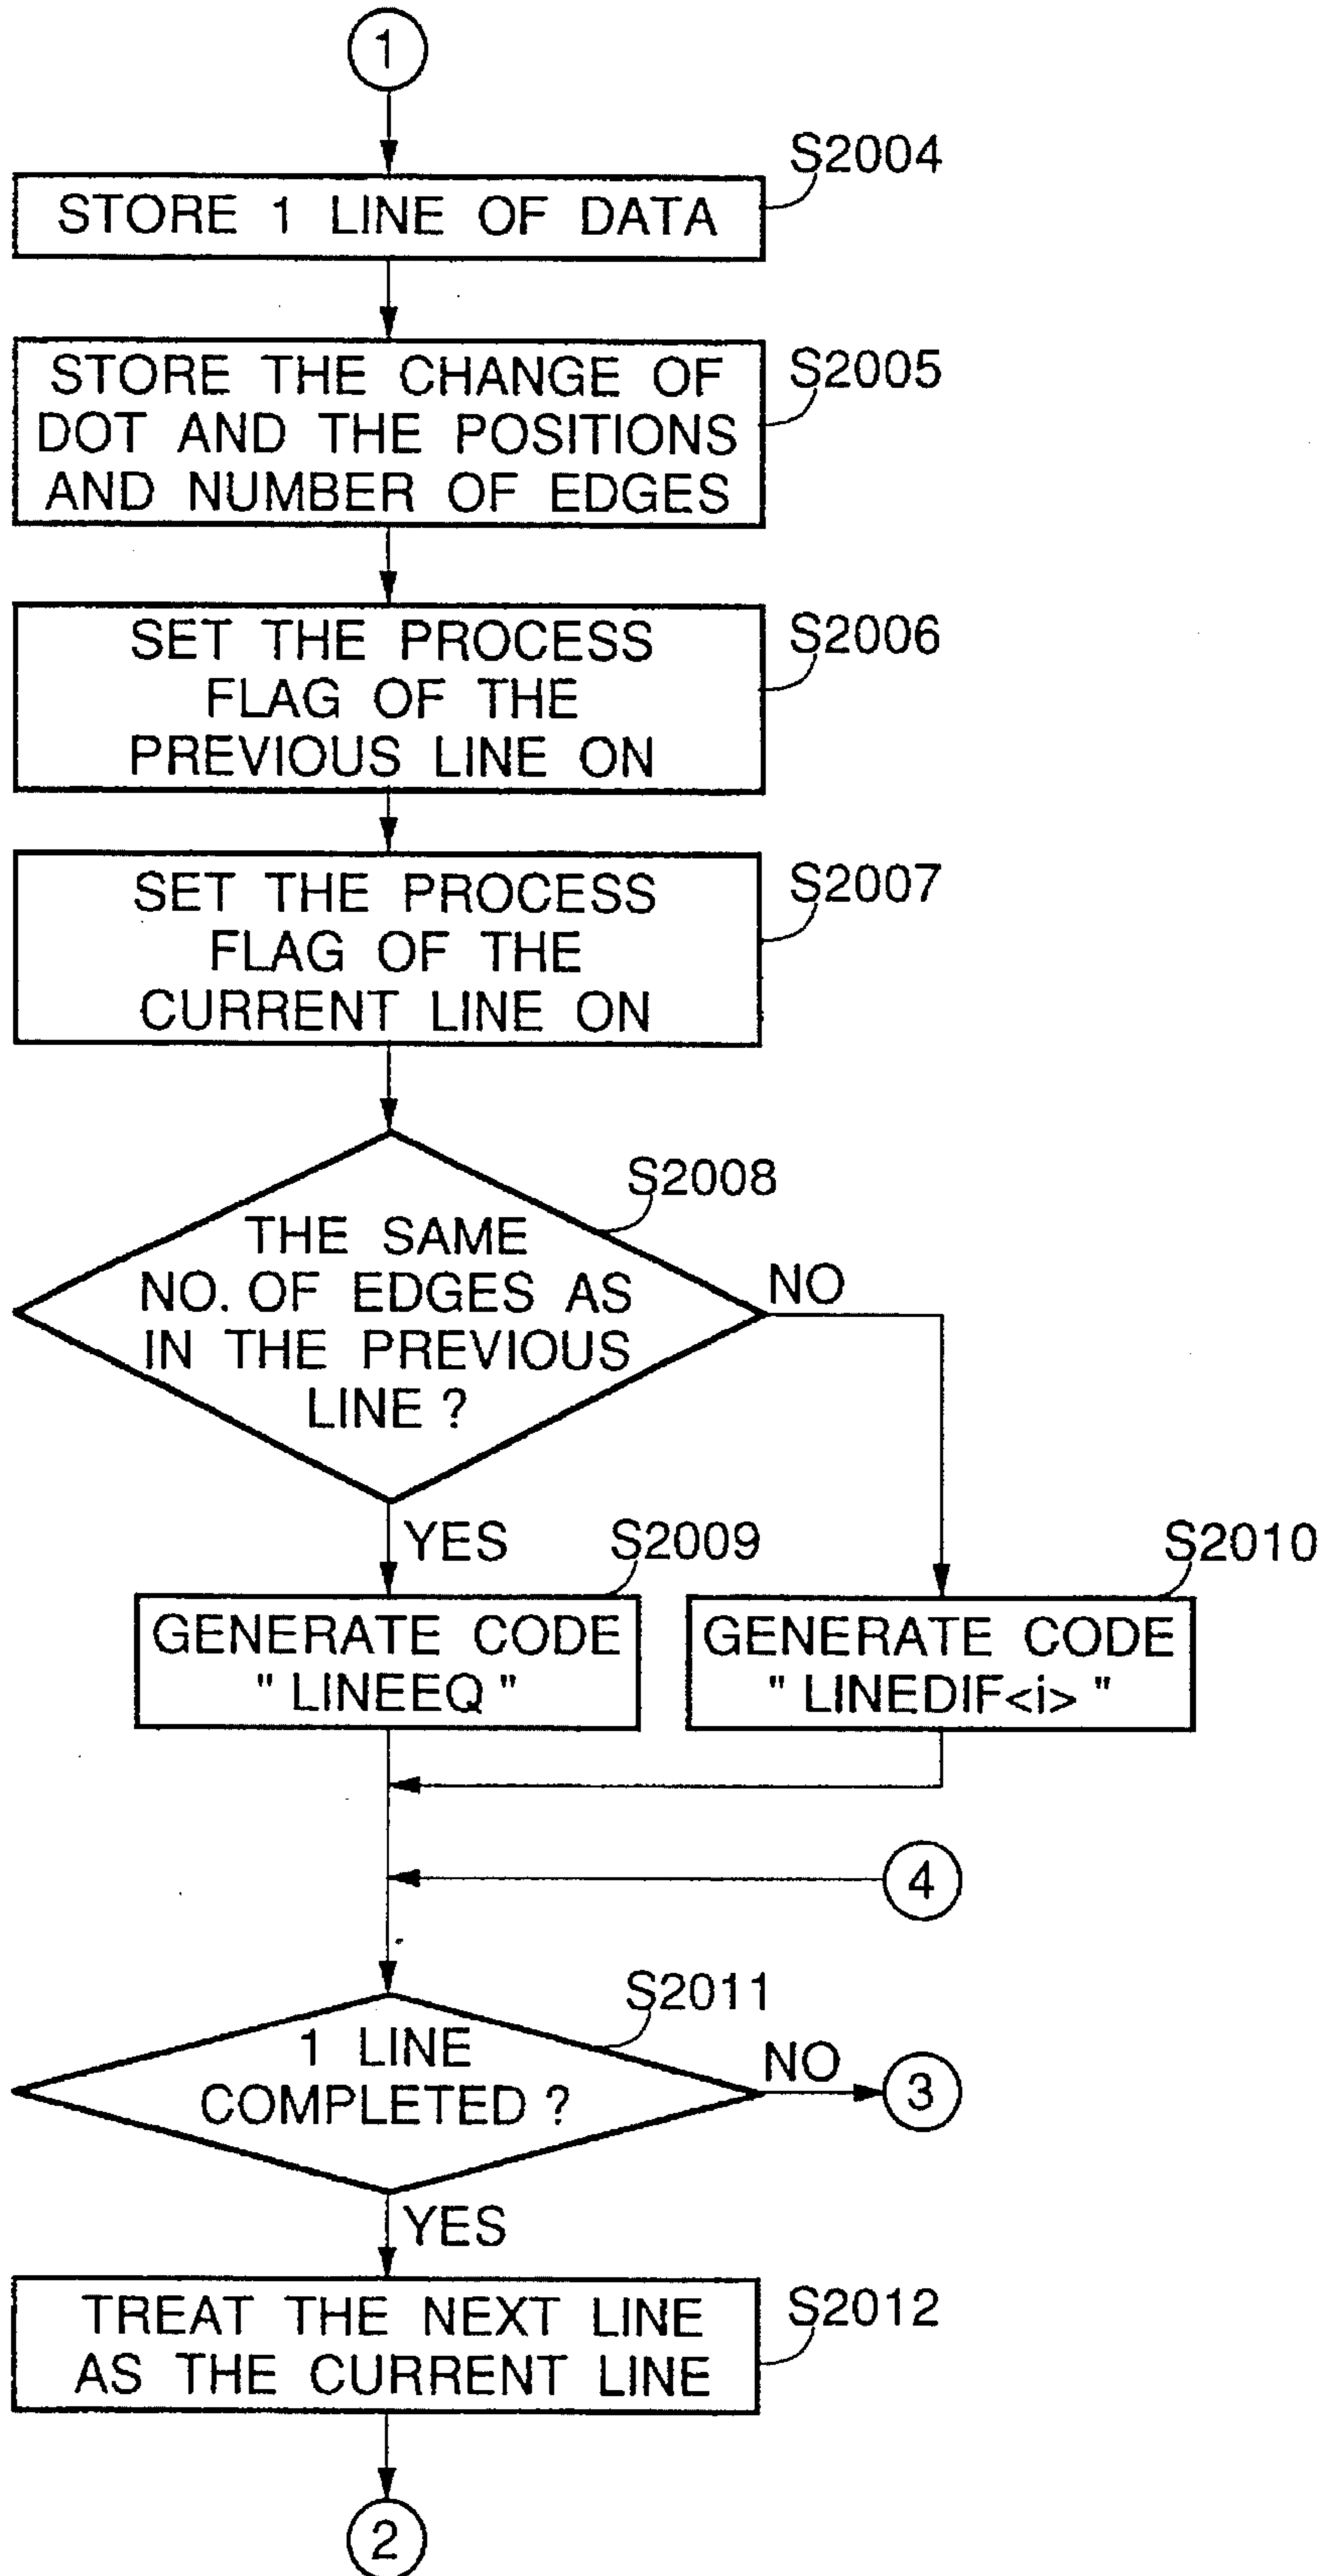 1
S2004
STORE 1 LINE OF DATA
S2005
STORE THE CHANGE OF
DOT AND THE POSITIONS
AND NUMBER OF EDGES
S2006
SET THE PROCESS
FLAG OF THE
PREVIOUS LINE ON
S2007
SET THE PROCESS
FLAG OF THE
CURRENT LINE ON
S2008
THE SAME
NO. OF EDGES AS
IN THE PREVIOUS
LINE ?
NO
YES
S2009
S2010
GENERATE CODE
" LINEEQ "
GENERATE CODE
" LINEDIF<i> "
4
S2011
1 LINE
COMPLETED ?
NO
3
YES
S2012
TREAT THE NEXT LINE
AS THE CURRENT LINE
2